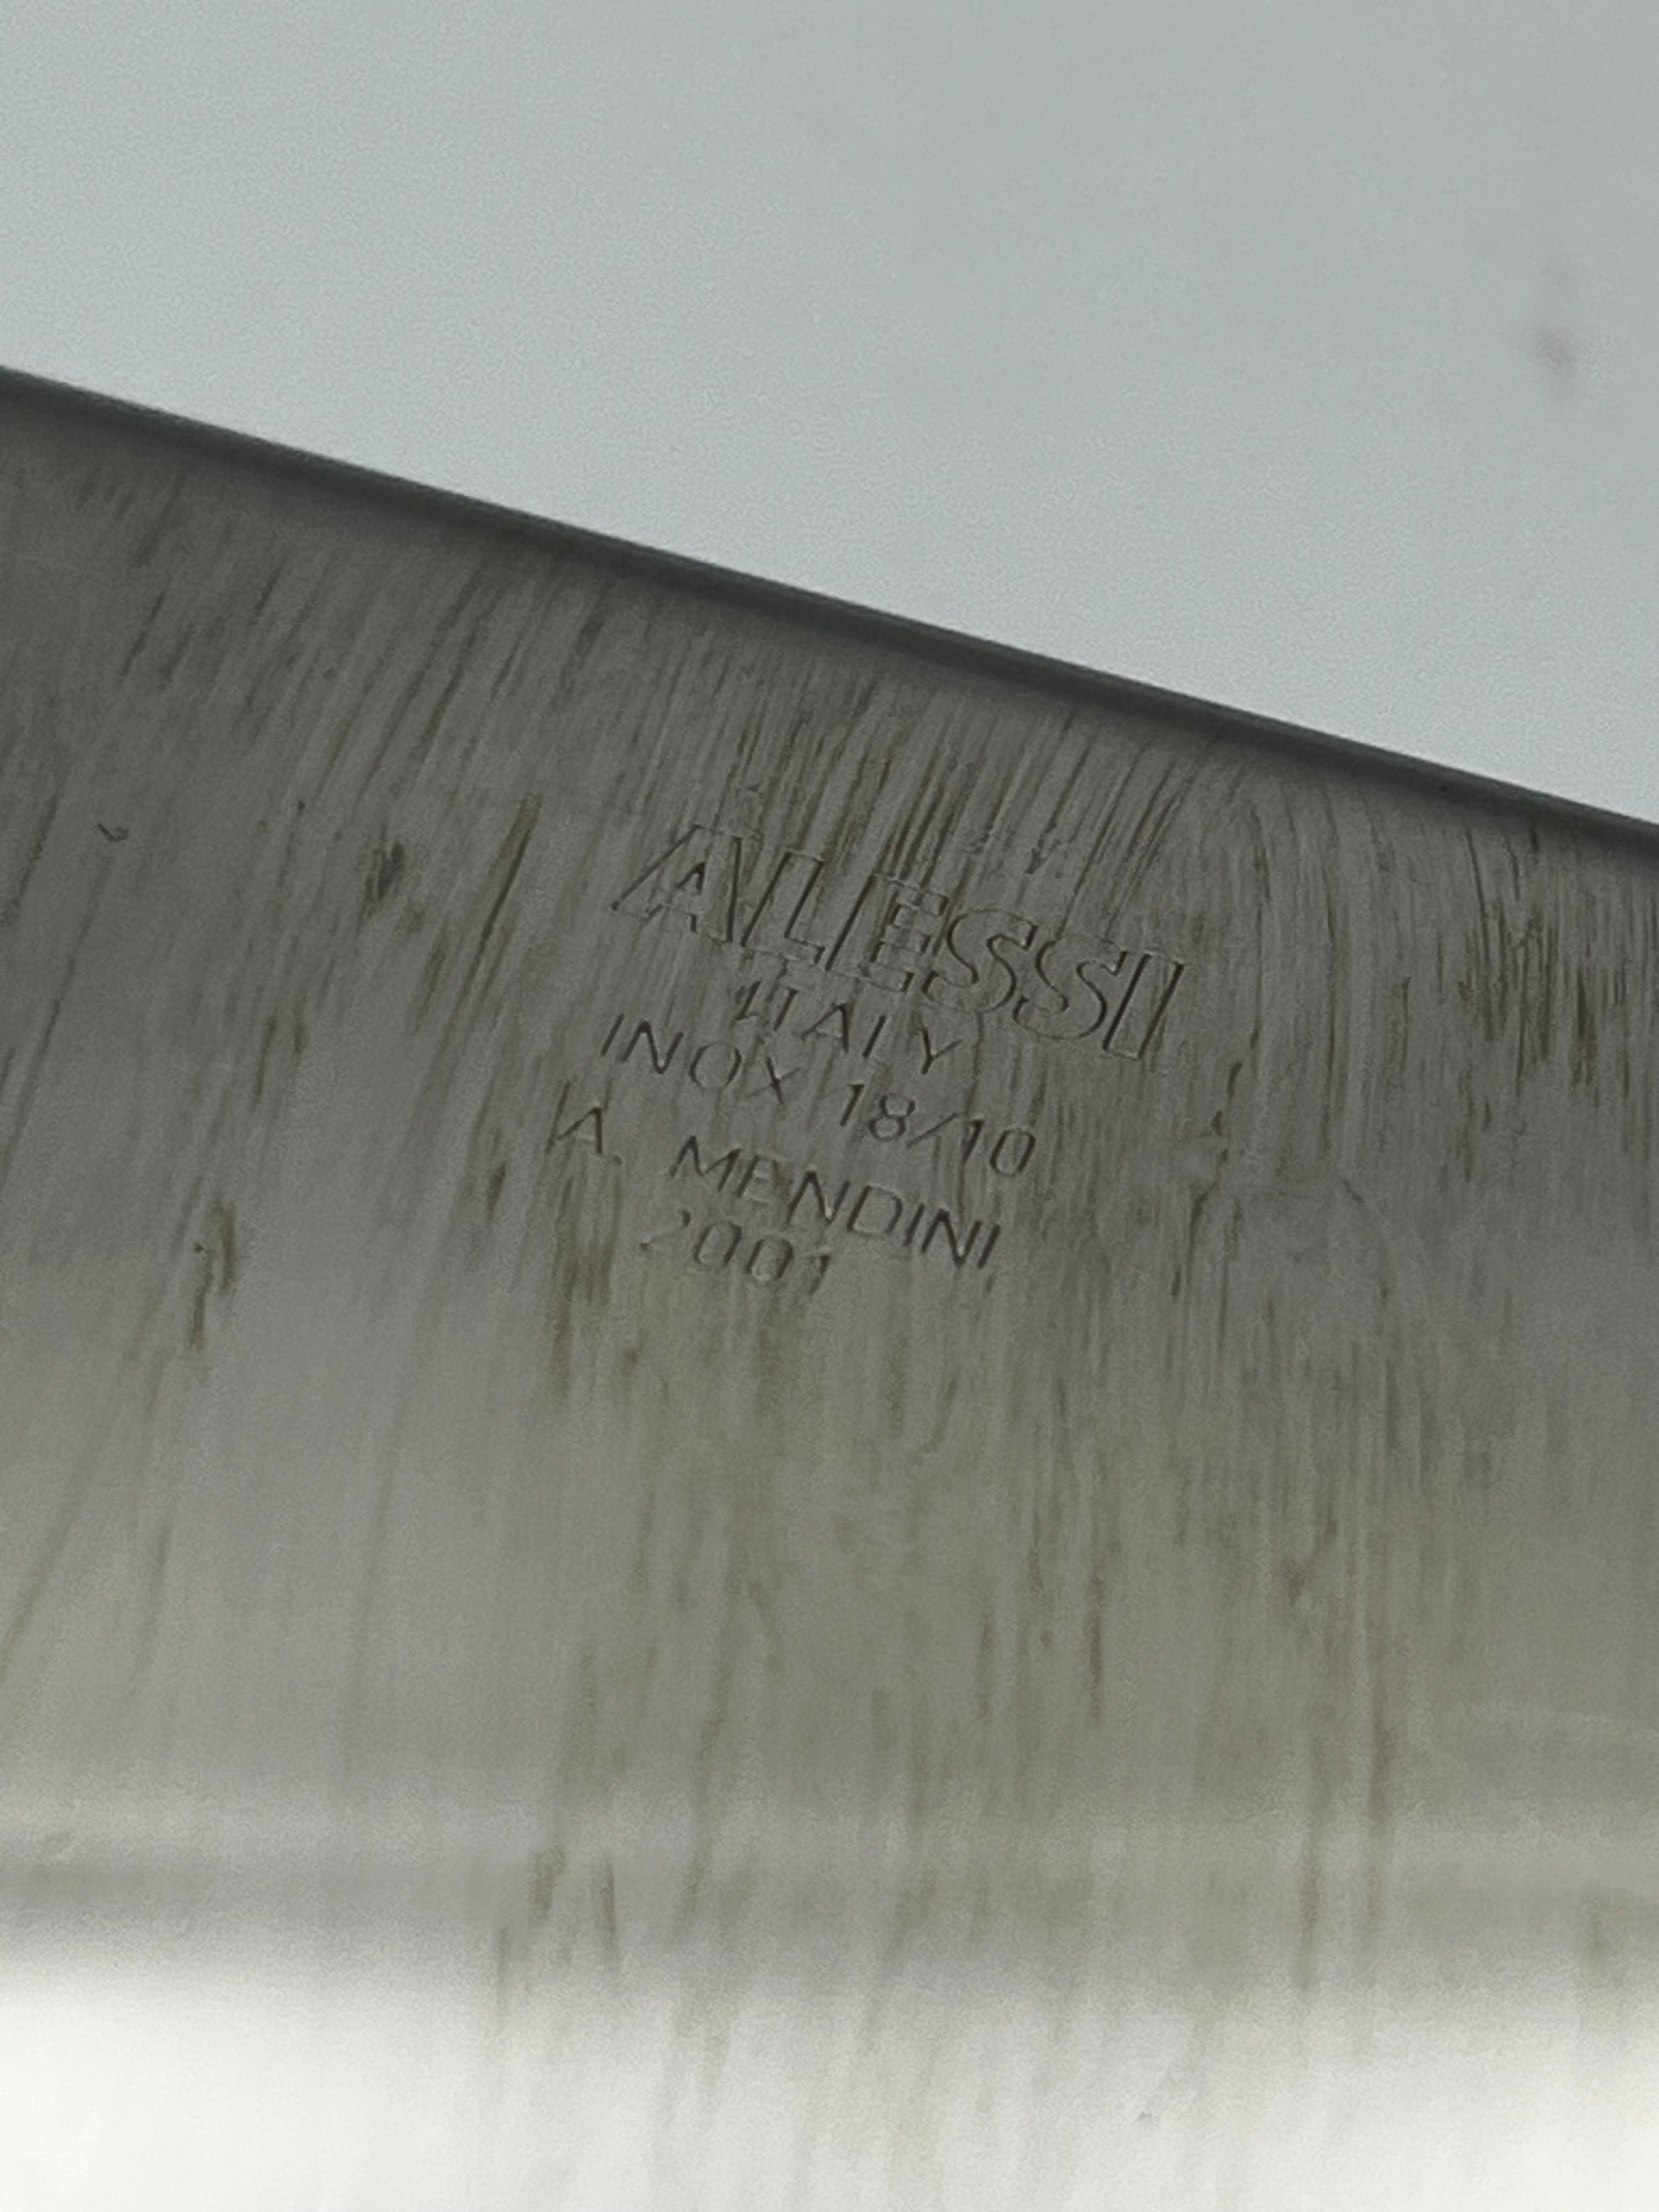 ALESSI
ITALY
INOX 18/10
A. MENDINI
2001